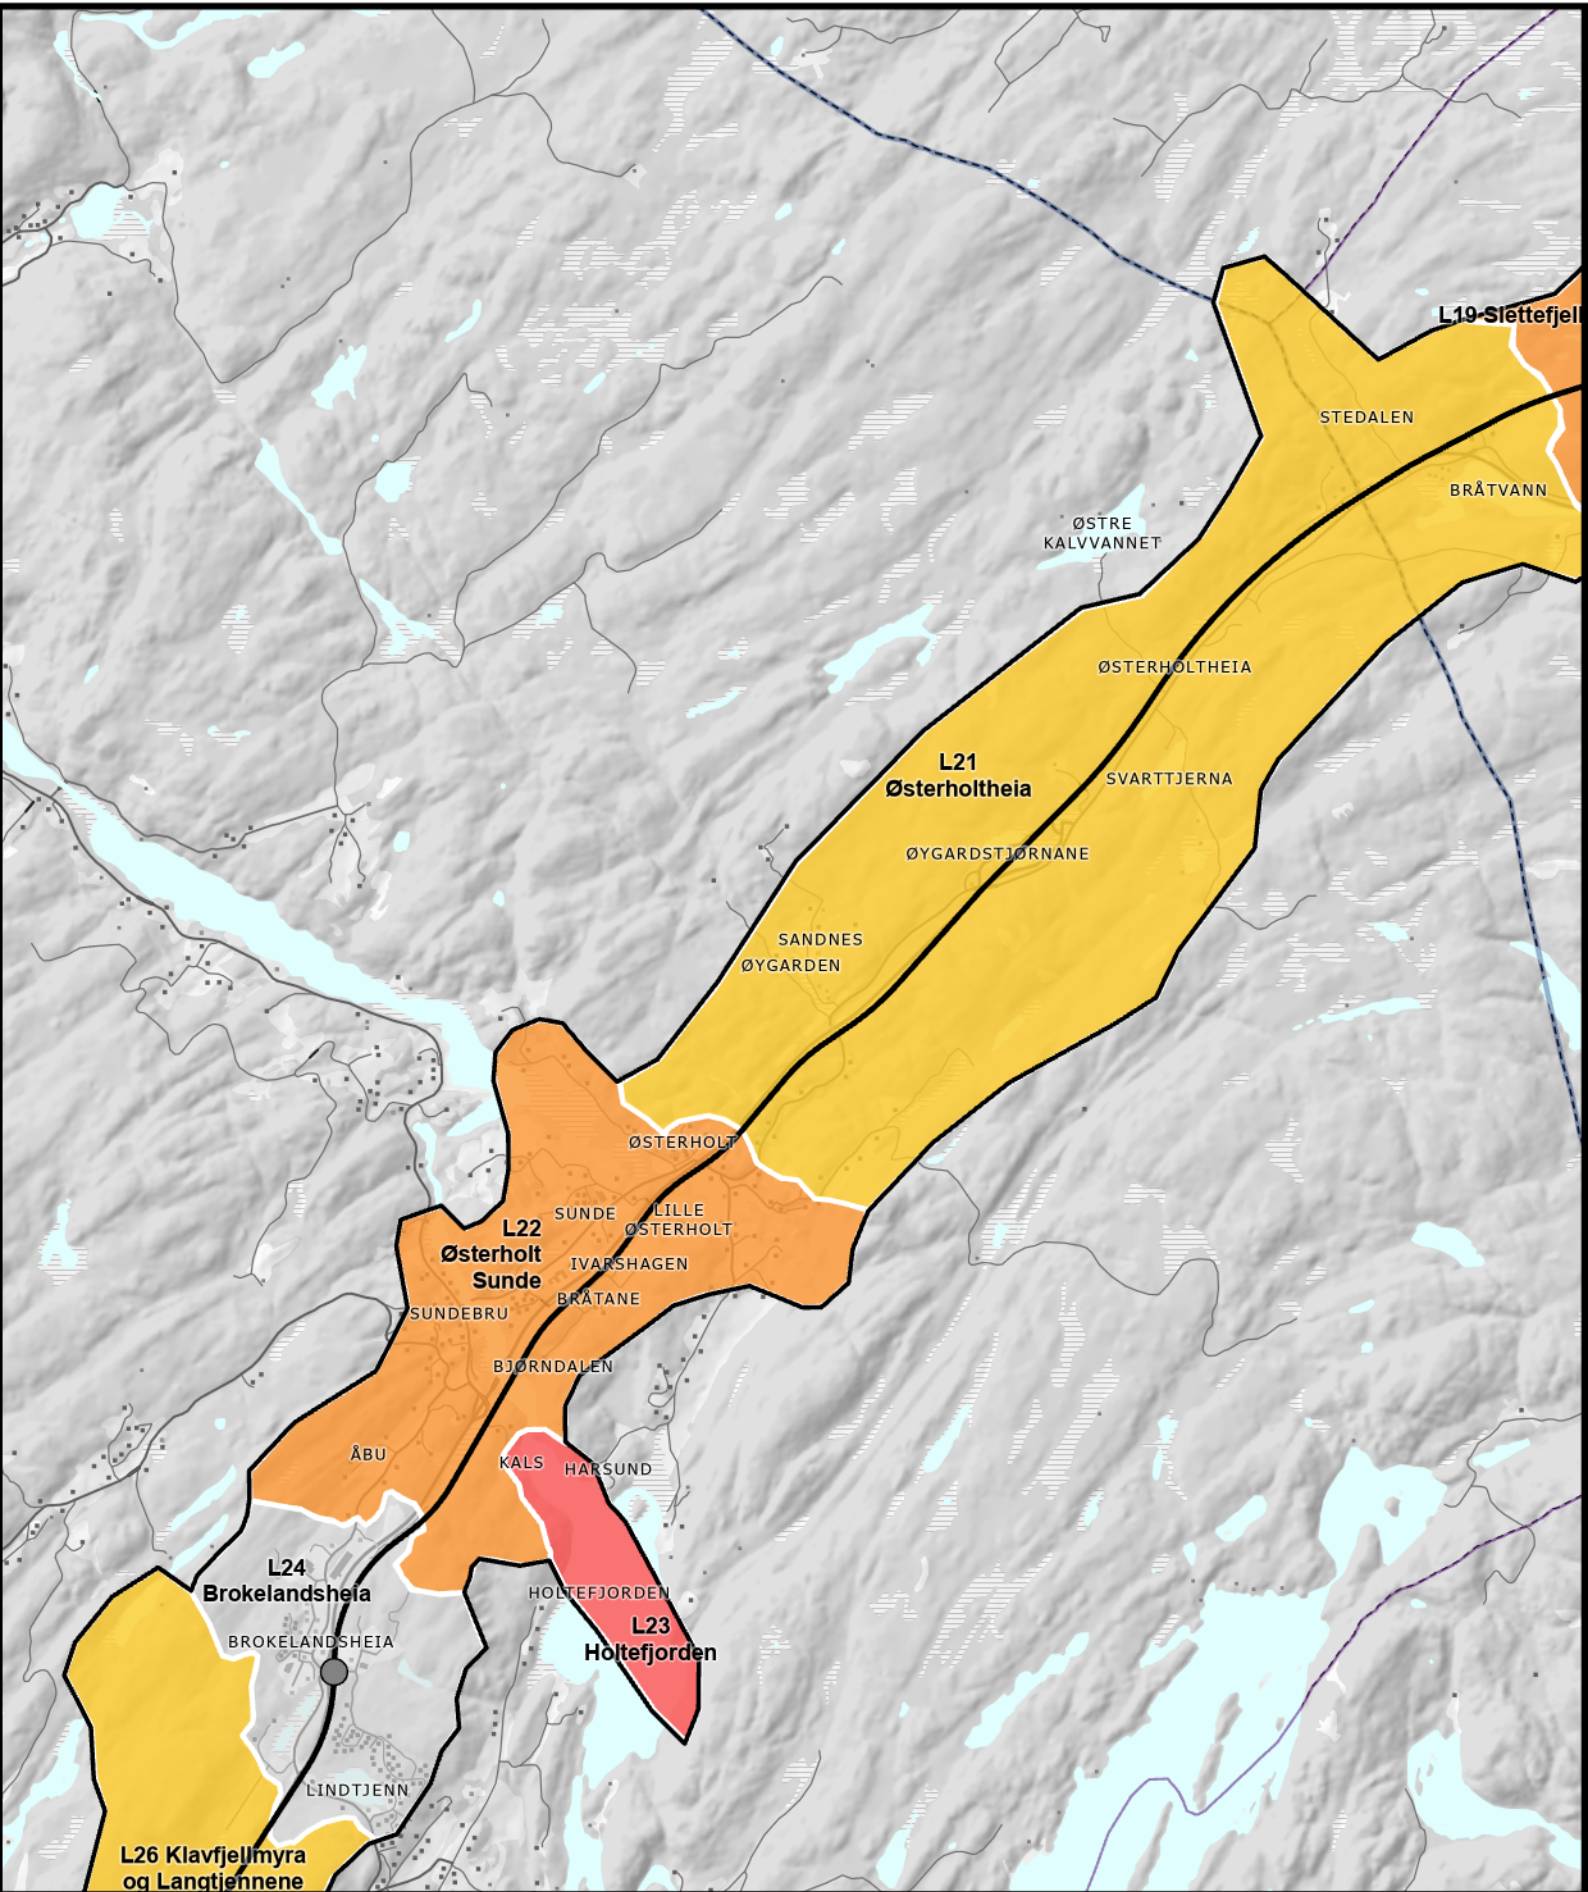 L19 Slettefjell
STEDALEN
BRÅTVANN
ØSTRE
KALVVANNET
ØSTERHOLTHEIA
L21
Østerholtheia
SVARTTJERNA
ØYGARDSTJØRNANE
SANDNES
ØYGARDEN
ØSTERHOLT
SUNDE
LILLE
ØSTERHOLT
L22
Østerholt
Sunde
IVARSHAGEN
BRÅTANE
SUNDEBRU
BJØRNDALEN
ÅBU
KALS
HARSUND
L24
Brokelandsheia
HOLTEFJORDEN
L23
Holtefjorden
BROKELANDSHEIA
LINDTJENN
L26 Klavfjellmyra
og Langtjennene